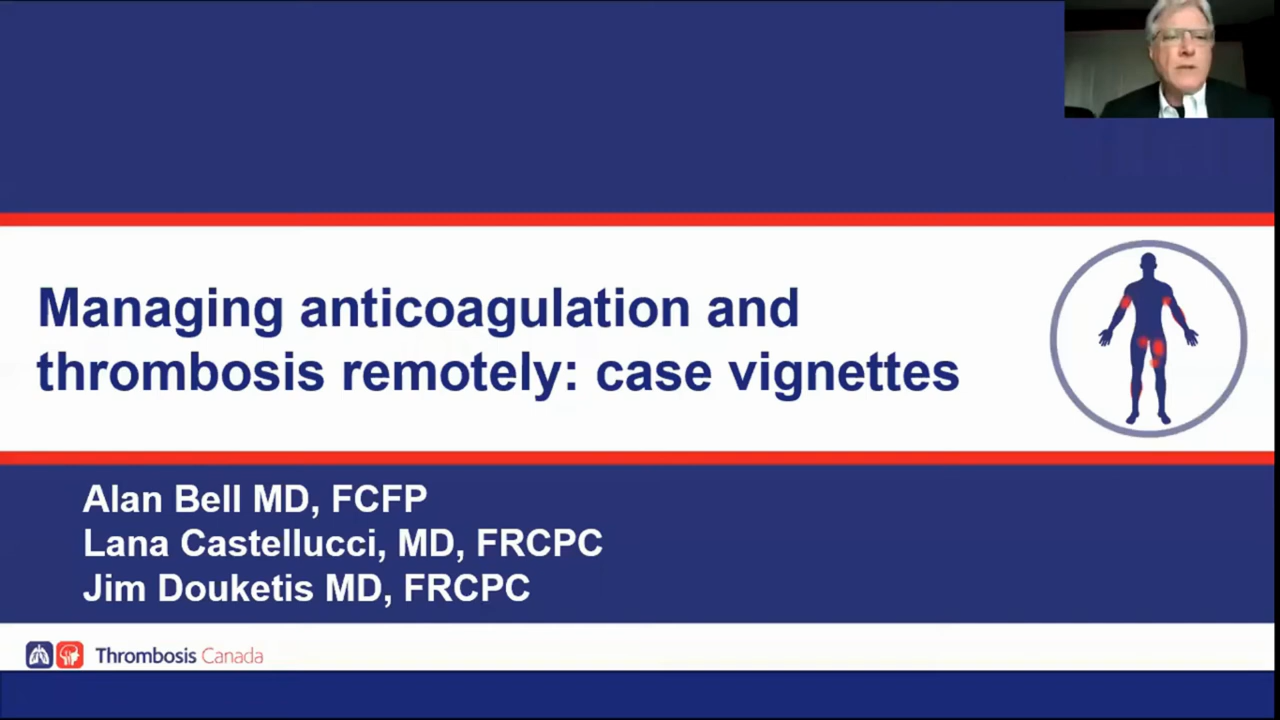 Managing anticoagulation and
thrombosis remotely: case vignettes
Alan Bell MD, FCFP
Lana Castellucci, MD, FRCPC
Jim Douketis MD, FRCPC
Thrombosis Canada